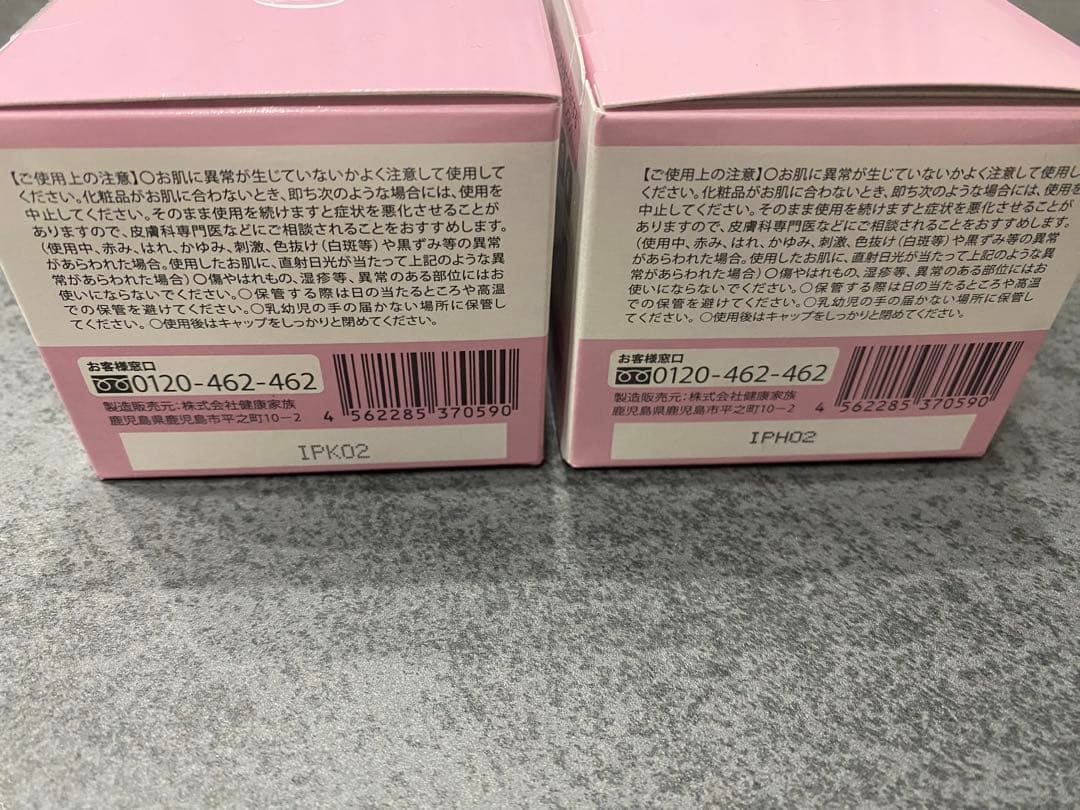 【ご使用上の注意】〇お肌に異常が生じていないかよく注意して使用して
ください。化粧品がお肌に合わないとき、即ち次のような場合には、使用を
中止してください。そのまま使用を続けますと症状を悪化させることが
ありますので、皮膚科専門医などにご相談されることをおすすめします。
（使用中、赤み、はれ、かゆみ、刺激、色抜け（白斑等）や黒ずみ等の異常
があらわれた場合。使用したお肌に、直射日光が当たって上記のような異
常があらわれた場合）〇傷やはれもの、湿疹等、異常のある部位にはお
使いにならないでください。〇保管する際は日の当たるところや高温
での保管を避けてください。〇乳幼児の手の届かない場所に保管し
てください。〇使用後はキャップをしっかりと閉めてください。
お客様窓口
0120-462-462
製造販売元：株式会社健康家族
鹿児島県鹿児島市平之町10－2
4 562285 370590
IPK02
【ご使用上の注意】〇お肌に異常が生じていないかよく注意して使用し
ください。化粧品がお肌に合わないとき、即ち次のような場合には、使用を
中止してください。そのまま使用を続けますと症状を悪化させることが
ありますので、皮膚科専門医などにご相談されることをおすすめします。
（使用中、赤み、はれ、かゆみ、刺激、色抜け（白斑等）や黒ずみ等の異常
があらわれた場合。使用したお肌に、直射日光が当たって上記のような異
常があらわれた場合）〇傷やはれもの、湿疹等、異常のある部位にはお
使いにならないでください。〇保管する際は日の当たるところや高温
での保管を避けてください。〇乳幼児の手の届かない場所に保管し
てください。〇使用後はキャップをしっかりと閉めてください。
お客様窓口
0120-462-462
製造販売元：株式会社健康家族
鹿児島県鹿児島市平之町10－2
4 562285 370590
IPH02